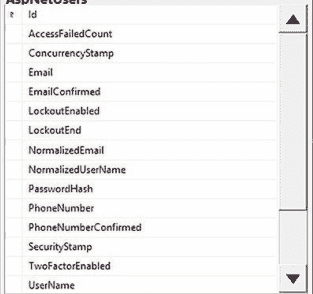 AspNetUsers
Id
AccessFailedCount
ConcurrencyStamp
Email
EmailConfirmed
LockoutEnabled
LockoutEnd
NormalizedEmail
NormalizedUserName
PasswordHash
PhoneNumber
PhoneNumberConfirmed
SecurityStamp
TwoFactorEnabled
UserName